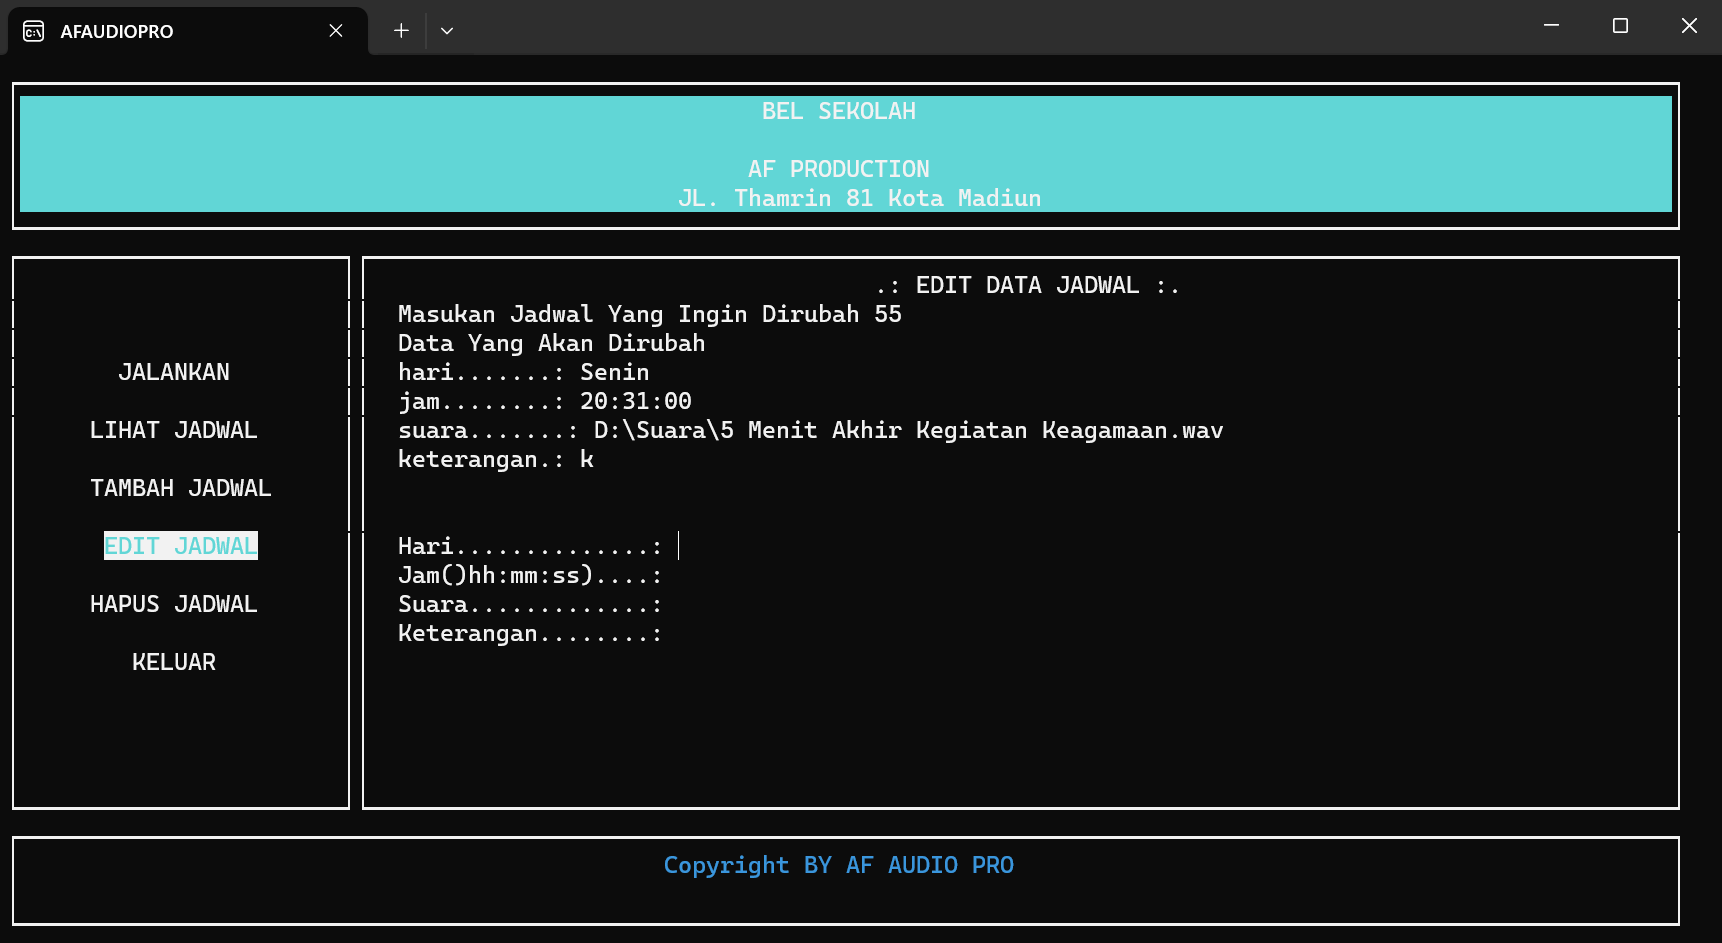 AFAUDIOPRO
BEL SEKOLAH
AF PRODUCTION
JL. Thamrin 81 Kota Madiun
JALANKAN
LIHAT JADWAL
TAMBAH JADWAL
EDIT JADWAL
HAPUS JADWAL
KELUAR
.: EDIT DATA JADWAL :.
Masukan Jadwal Yang Ingin Dirubah 55
Data Yang Akan Dirubah
hari.......: Senin
jam........: 20:31:00
suara.......: D:\Suara\5 Menit Akhir Kegiatan Keagamaan.wav
keterangan.: k
Hari..............:
Jam()hh:mm:ss)....:
Suara.............:
Keterangan........:
Copyright BY AF AUDIO PRO